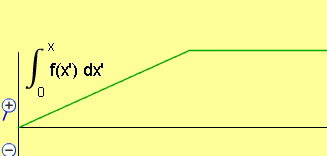 ∫₀ˣ f(x') dx'